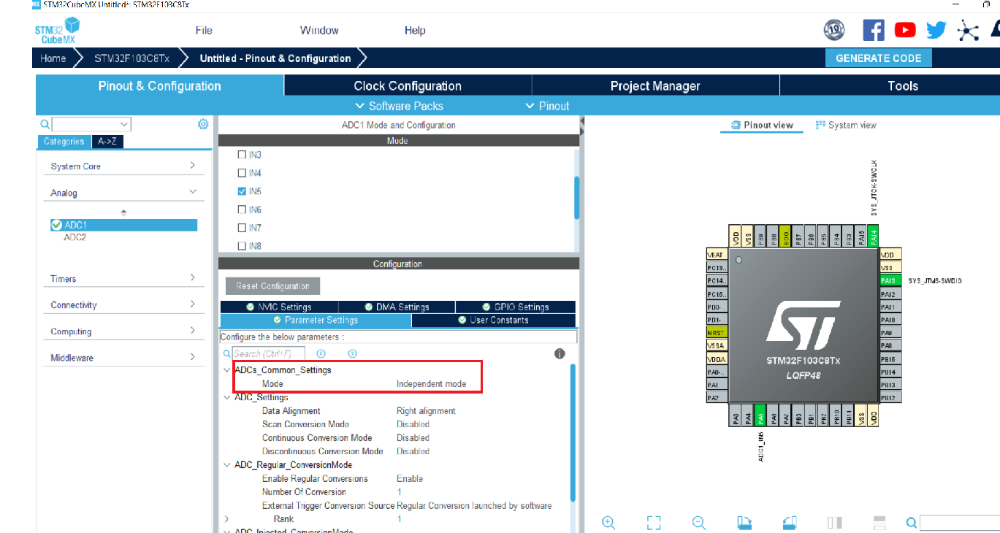 STM32CubeMX Untitled*: STM32F103C8Tx
STM32 CubeMX
File Window Help
10
Home STM32F103C8Tx Untitled - Pinout & Configuration GENERATE CODE
Pinout & Configuration Clock Configuration Project Manager Tools
Software Packs Pinout
Categories A->Z
System Core
Analog
ADC1
ADC2
Timers
Connectivity
Computing
Middleware
ADC1 Mode and Configuration
Mode
IN3
IN4
IN5
IN6
IN7
IN8
Configuration
Reset Configuration
NVIC Settings DMA Settings GPIO Settings
Parameter Settings User Constants
Configure the below parameters :
Search (Ctrl+F)
ADCs_Common_Settings
Mode Independent mode
ADC_Settings
Data Alignment Right alignment
Scan Conversion Mode Disabled
Continuous Conversion Mode Disabled
Discontinuous Conversion Mode Disabled
ADC_Regular_ConversionMode
Enable Regular Conversions Enable
Number Of Conversion 1
External Trigger Conversion Source Regular Conversion launched by software
Rank 1
ADC_Injected_ConversionMode
Pinout view System view
SYS_JTCK-SWCLK
VDD VSS PB9 PB8 BOO PB7 PB6 PB5 PB4 PB3 PA15 PA14
VBAT
PC13..
PC14..
PC15..
PD0-..
PD1-
NRST
VSSA
VDDA
PA0-..
PA1
PA2
STM32F103C8Tx
LQFP48
VDD
VSS
PA13 SYS_JTMS-SWDIO
PA12
PA11
PA10
PA9
PA8
PB15
PB14
PB13
PB12
PA3 PA4 PA5 PA6 PA7 PB0 PB1 PB2 PB10 PB11 VSS VDD
ADC1_IN5